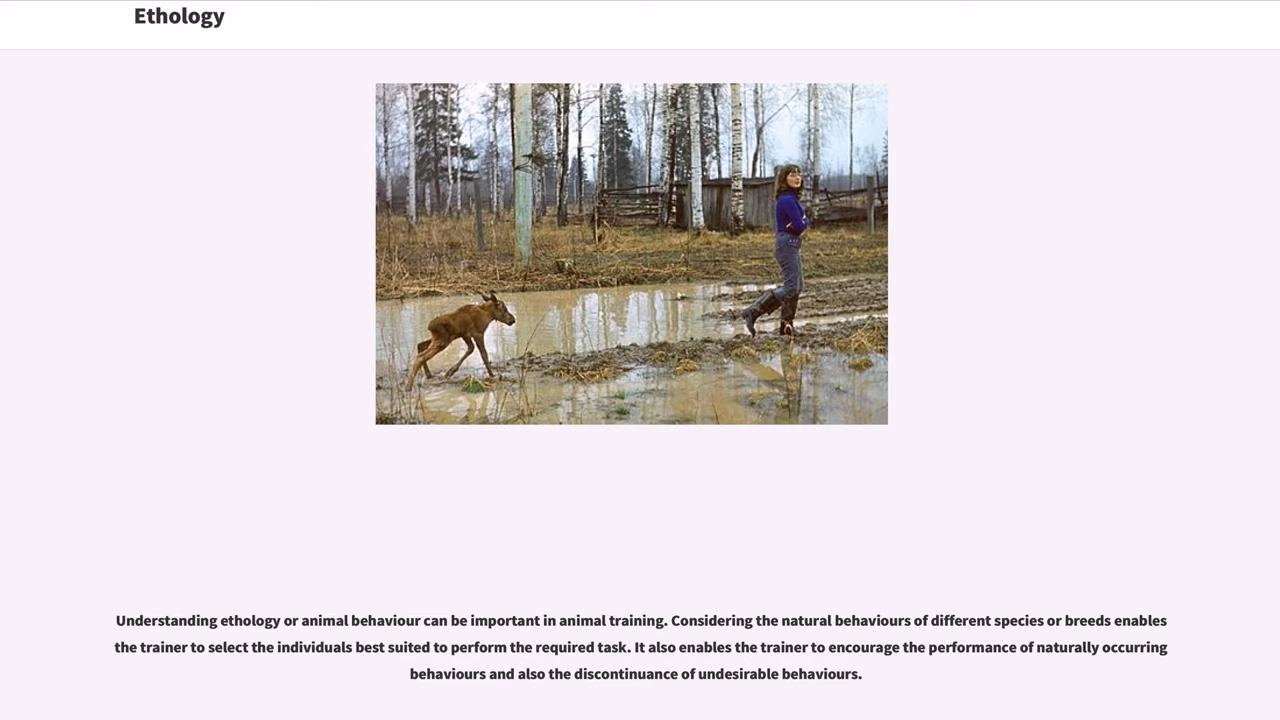 Ethology
Understanding ethology or animal behaviour can be important in animal training. Considering the natural behaviours of different species or breeds enables
the trainer to select the individuals best suited to perform the required task. It also enables the trainer to encourage the performance of naturally occurring
behaviours and also the discontinuance of undesirable behaviours.